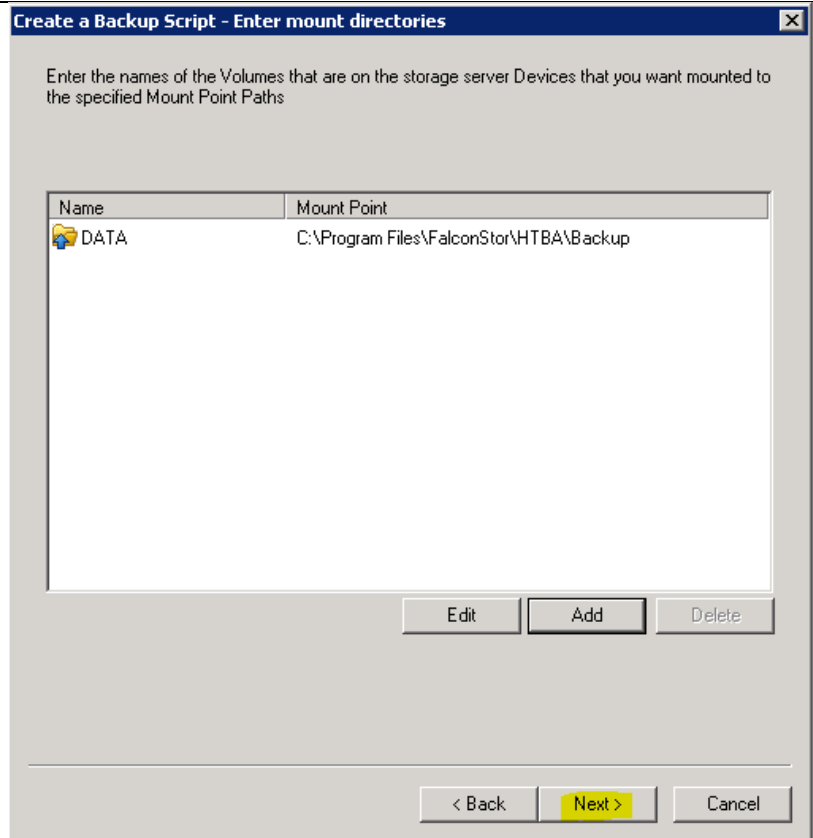 Create a Backup Script - Enter mount directories
Enter the names of the Volumes that are on the storage server Devices that you want mounted to
the specified Mount Point Paths
Name Mount Point
DATA C:\Program Files\FalconStor\HTBA\Backup
Edit Add Delete
< Back Next > Cancel